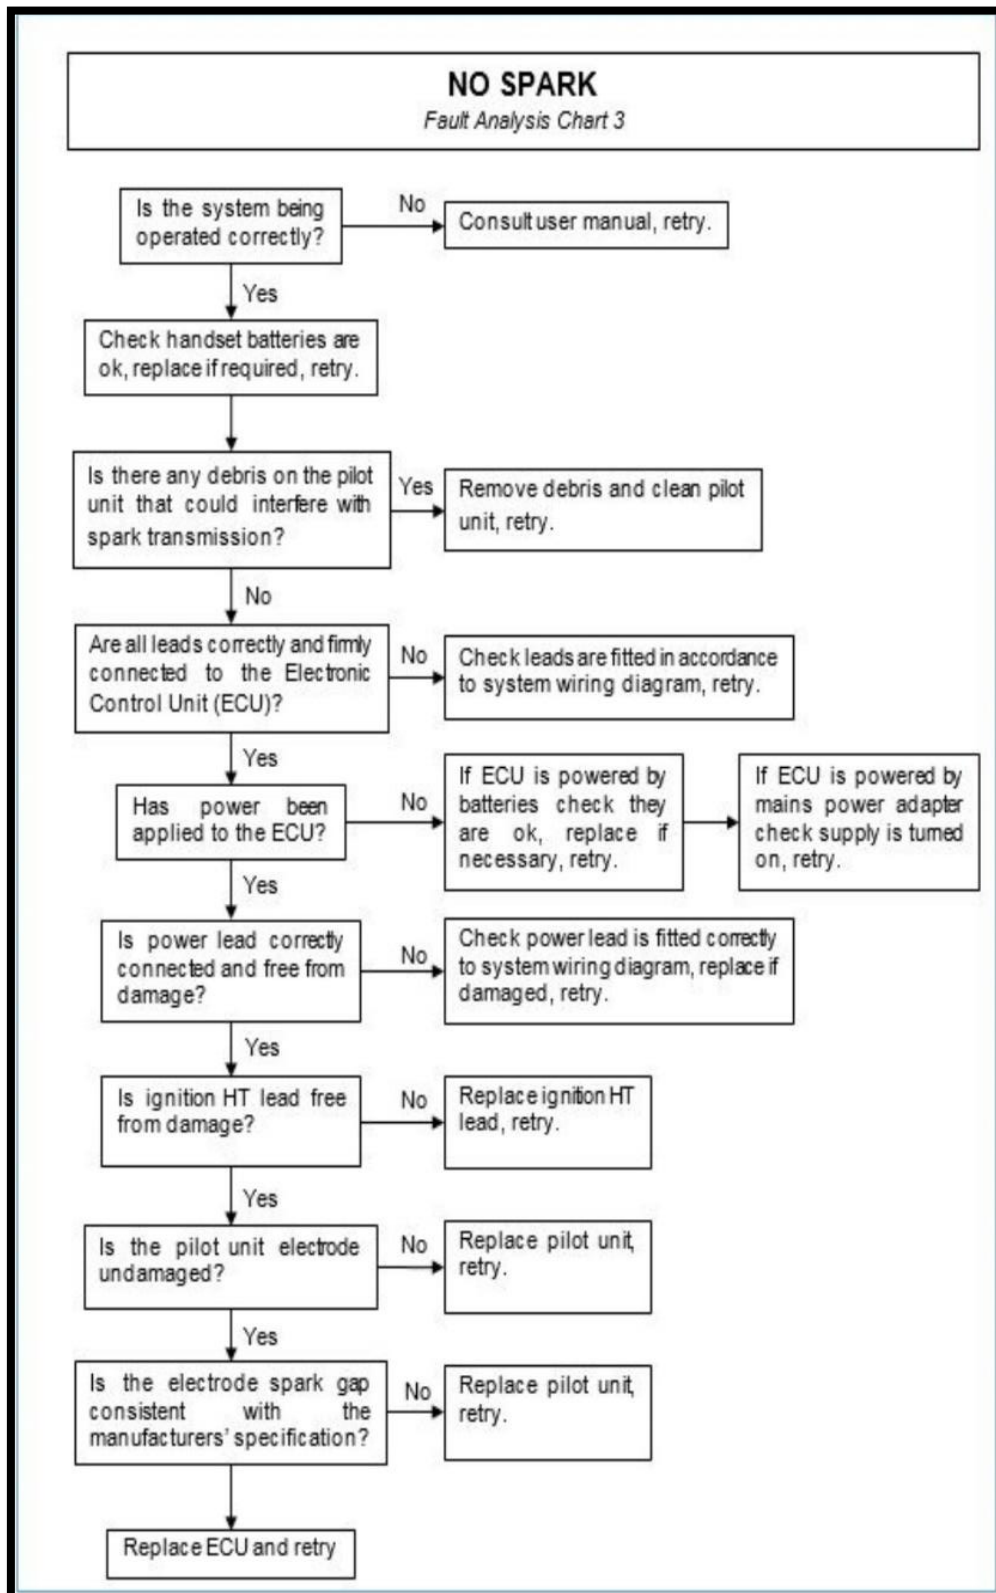 NO SPARK
Fault Analysis Chart 3
Is the system being
operated correctly?
No
Consult user manual, retry.
Yes
Check handset batteries are
ok, replace if required, retry.
Is there any debris on the pilot
unit that could interfere with
spark transmission?
Yes
Remove debris and clean pilot
unit, retry.
No
Are all leads correctly and firmly
connected to the Electronic
Control Unit (ECU)?
No
Check leads are fitted in accordance
to system wiring diagram, retry.
Yes
Has power been
applied to the ECU?
No
If ECU is powered by
batteries check they
are ok, replace if
necessary, retry.
If ECU is powered by
mains power adapter
check supply is turned
on, retry.
Yes
Is power lead correctly
connected and free from
damage?
No
Check power lead is fitted correctly
to system wiring diagram, replace if
damaged, retry.
Yes
Is ignition HT lead free
from damage?
No
Replace ignition HT
lead, retry.
Yes
Is the pilot unit electrode
undamaged?
No
Replace pilot unit,
retry.
Yes
Is the electrode spark gap
consistent with the
manufacturers' specification?
No
Replace pilot unit,
retry.
Replace ECU and retry